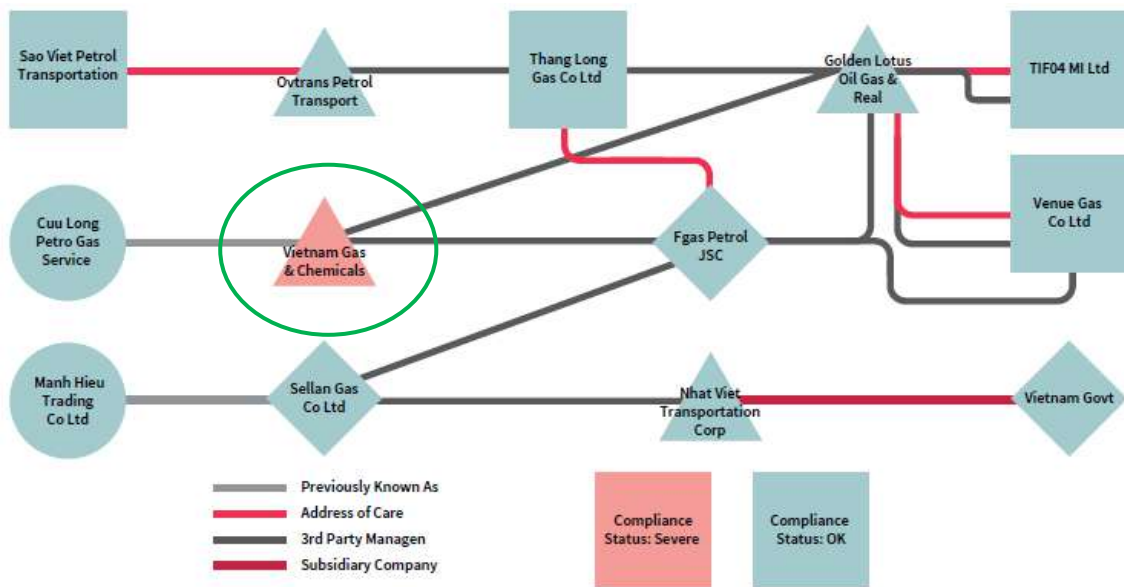 Sao Viet Petrol
Transportation
Ovtrans Petrol
Transport
Thang Long
Gas Co Ltd
Golden Lotus
Oil Gas &
Real
TIF04 MI Ltd
Cuu Long
Petro Gas
Service
Vietnam Gas
& Chemicals
Fgas Petrol
JSC
Venue Gas
Co Ltd
Manh Hieu
Trading
Co Ltd
Sellan Gas
Co Ltd
Nhat Viet
Transportation
Corp
Vietnam Govt
Previously Known As
Address of Care
3rd Party Managen
Subsidiary Company
Compliance
Status: Severe
Compliance
Status: OK